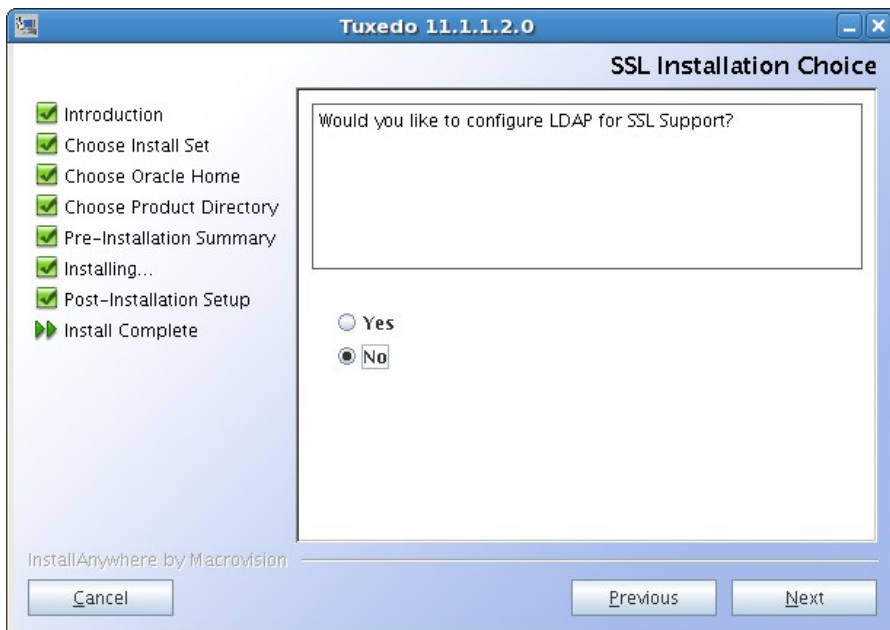 Tuxedo 11.1.1.2.0
SSL Installation Choice
Introduction
Choose Install Set
Choose Oracle Home
Choose Product Directory
Pre-Installation Summary
Installing...
Post-Installation Setup
Install Complete
Would you like to configure LDAP for SSL Support?
Yes
No
InstallAnywhere by Macrovision
Cancel
Previous
Next